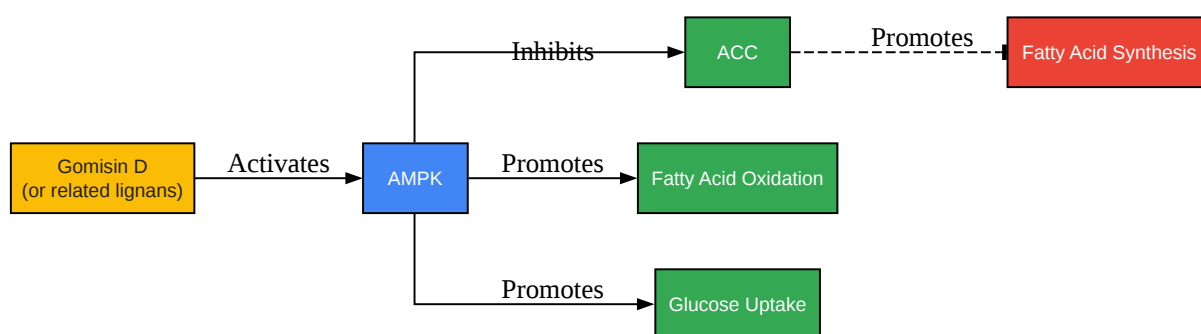 Inhibits
ACC
Promotes
Fatty Acid Synthesis
Gomisin D
(or related lignans)
Activates
AMPK
Promotes
Fatty Acid Oxidation
Promotes
Glucose Uptake